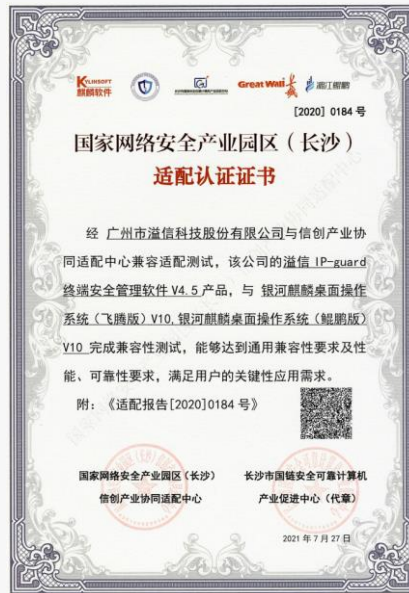 KYLINSOFT
麒麟软件
Great Wall
湘江鲲鹏
[2020] 0184 号
国家网络安全产业园区（长沙）
适配认证证书
经 广州市溢信科技股份有限公司与信创产业协
同适配中心兼容适配测试，该公司的溢信 IP-guard
终端安全管理软件 V4.5 产品，与 银河麒麟桌面操作
系统（飞腾版）V10,银河麒麟桌面操作系统（鲲鹏版）
V10 完成兼容性测试，能够达到通用兼容性要求及性
能、可靠性要求，满足用户的关键性应用需求。
附：《适配报告[2020]0184 号》
国家网络安全产业园区（长沙）
信创产业协同适配中心
长沙市国链安全可靠计算机
产业促进中心（代章）
2021 年 7 月 27 日